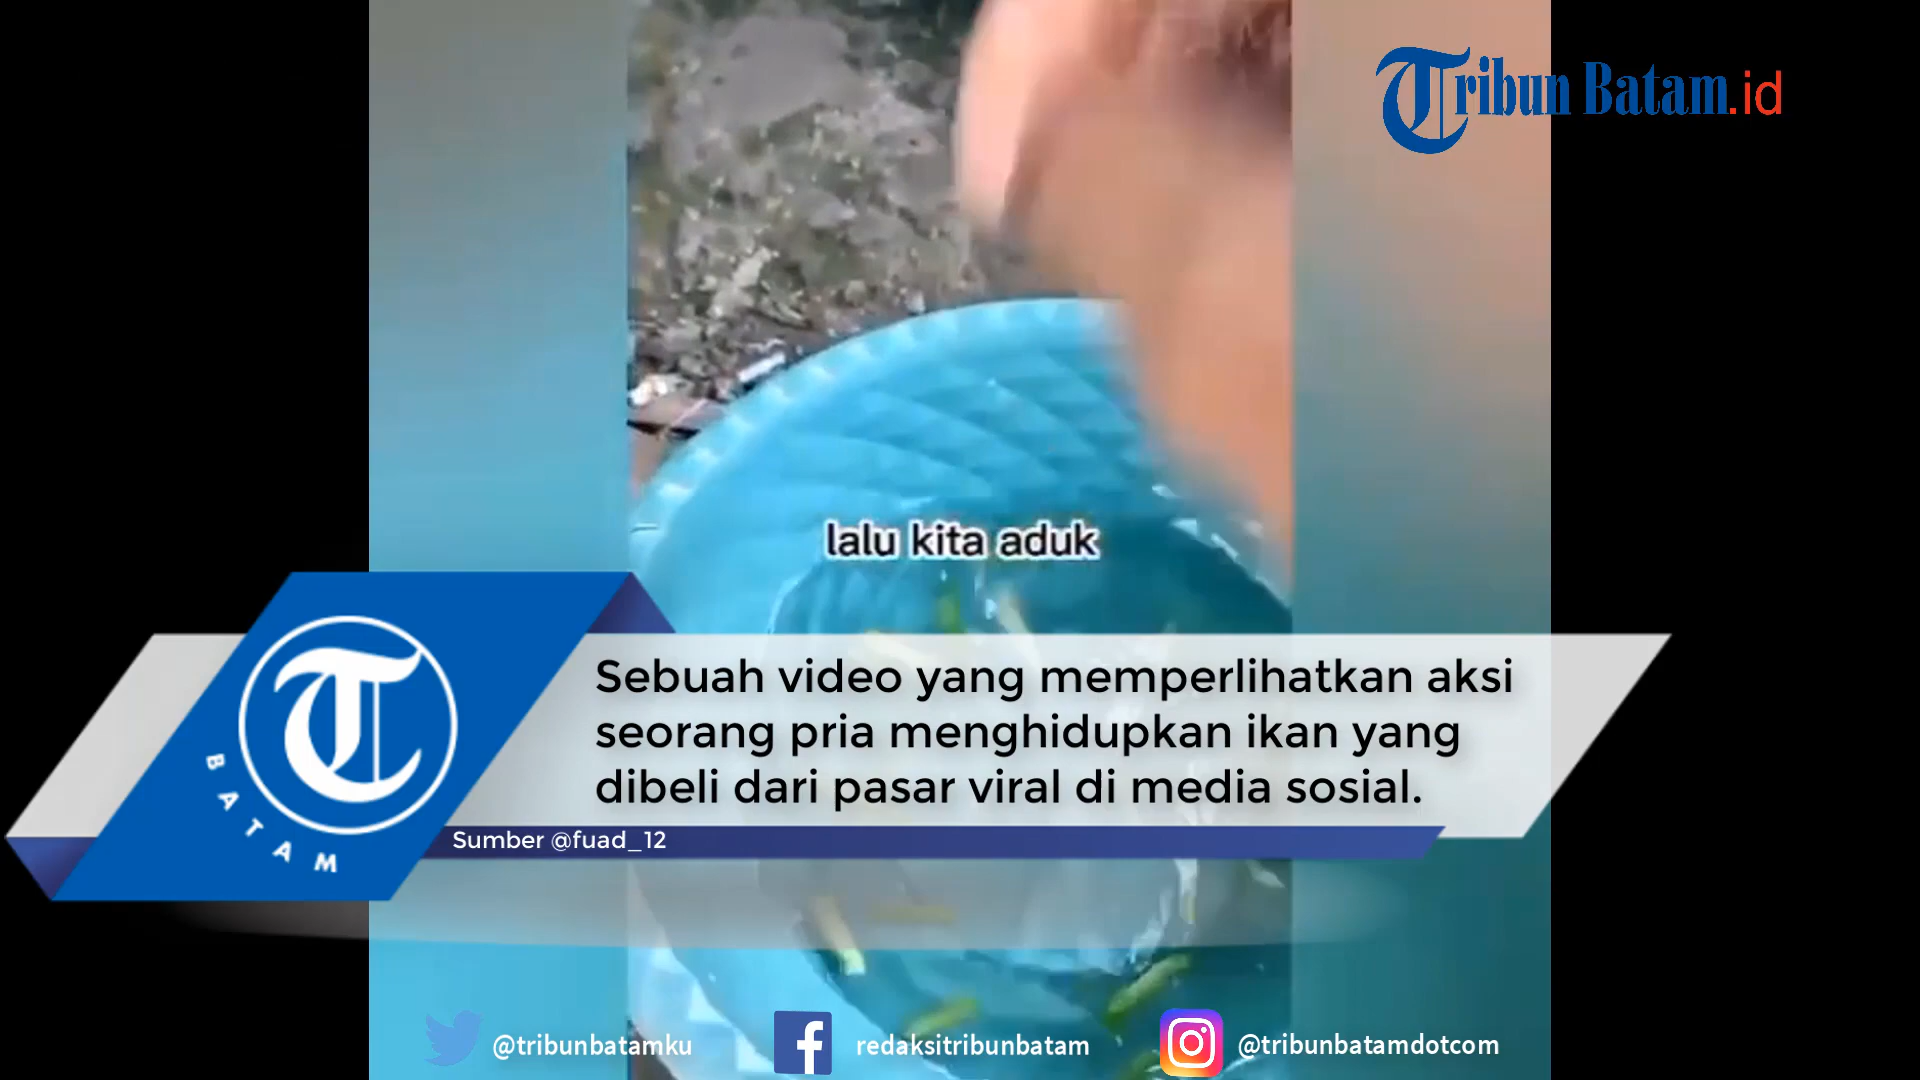 Tribun Batam.id
lalu kita aduk
Sebuah video yang memperlihatkan aksi
seorang pria menghidupkan ikan yang
dibeli dari pasar viral di media sosial.
T
BATAM
Sumber @fuad_12
@tribunbatamku
redaksitribunbatam
@tribunbatamdotcom